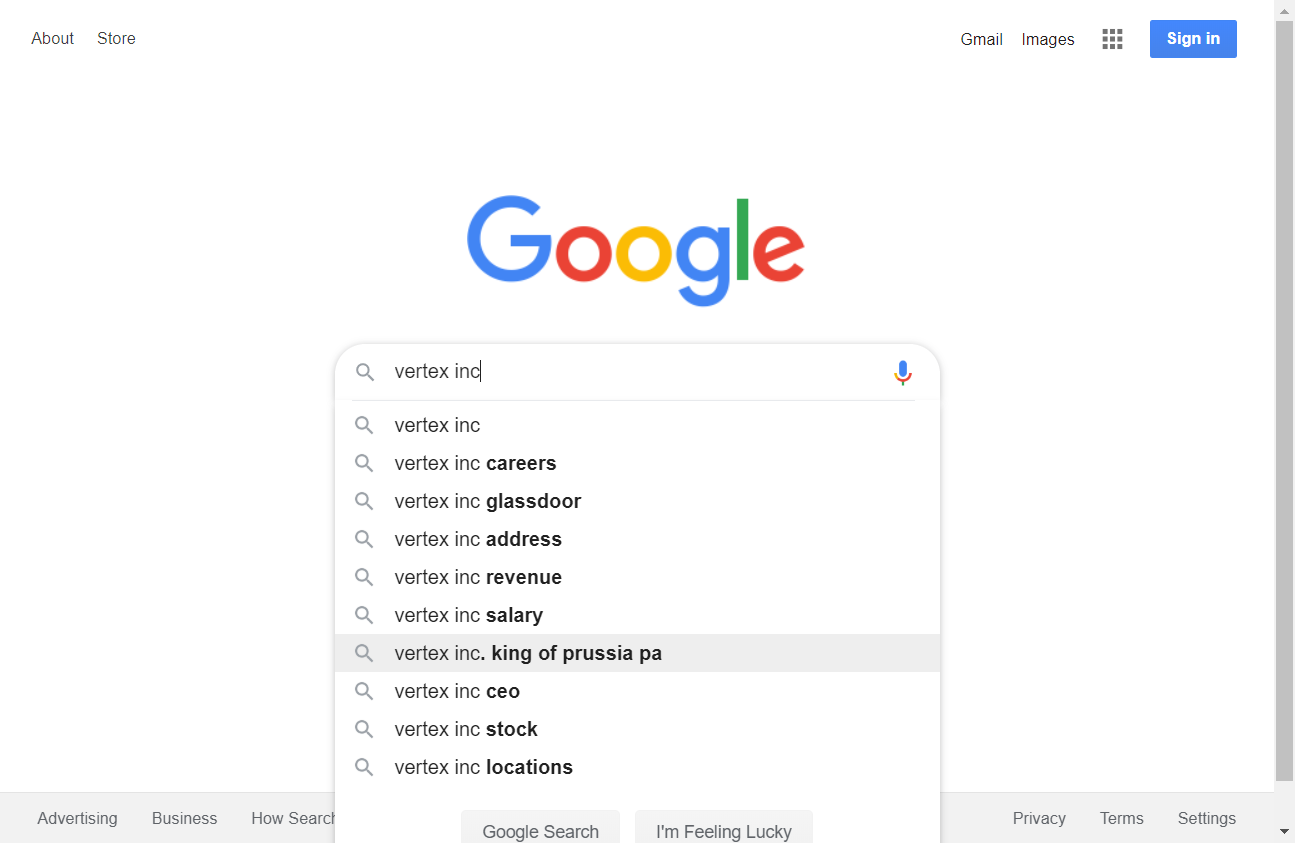 About Store Gmail Images Sign in
Google
vertex inc
vertex inc
vertex inc careers
vertex inc glassdoor
vertex inc address
vertex inc revenue
vertex inc salary
vertex inc. king of prussia pa
vertex inc ceo
vertex inc stock
vertex inc locations
Advertising Business How Search Privacy Terms Settings
Google Search I'm Feeling Lucky